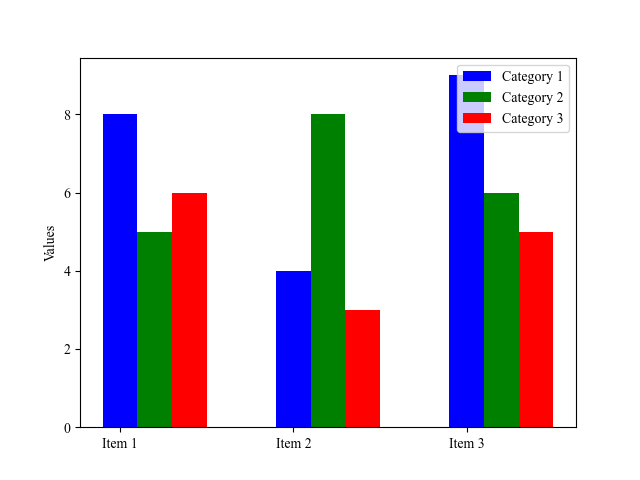 Category 1
Category 2
Category 3
8
6
4
2
0
Values
Item 1 Item 2 Item 3